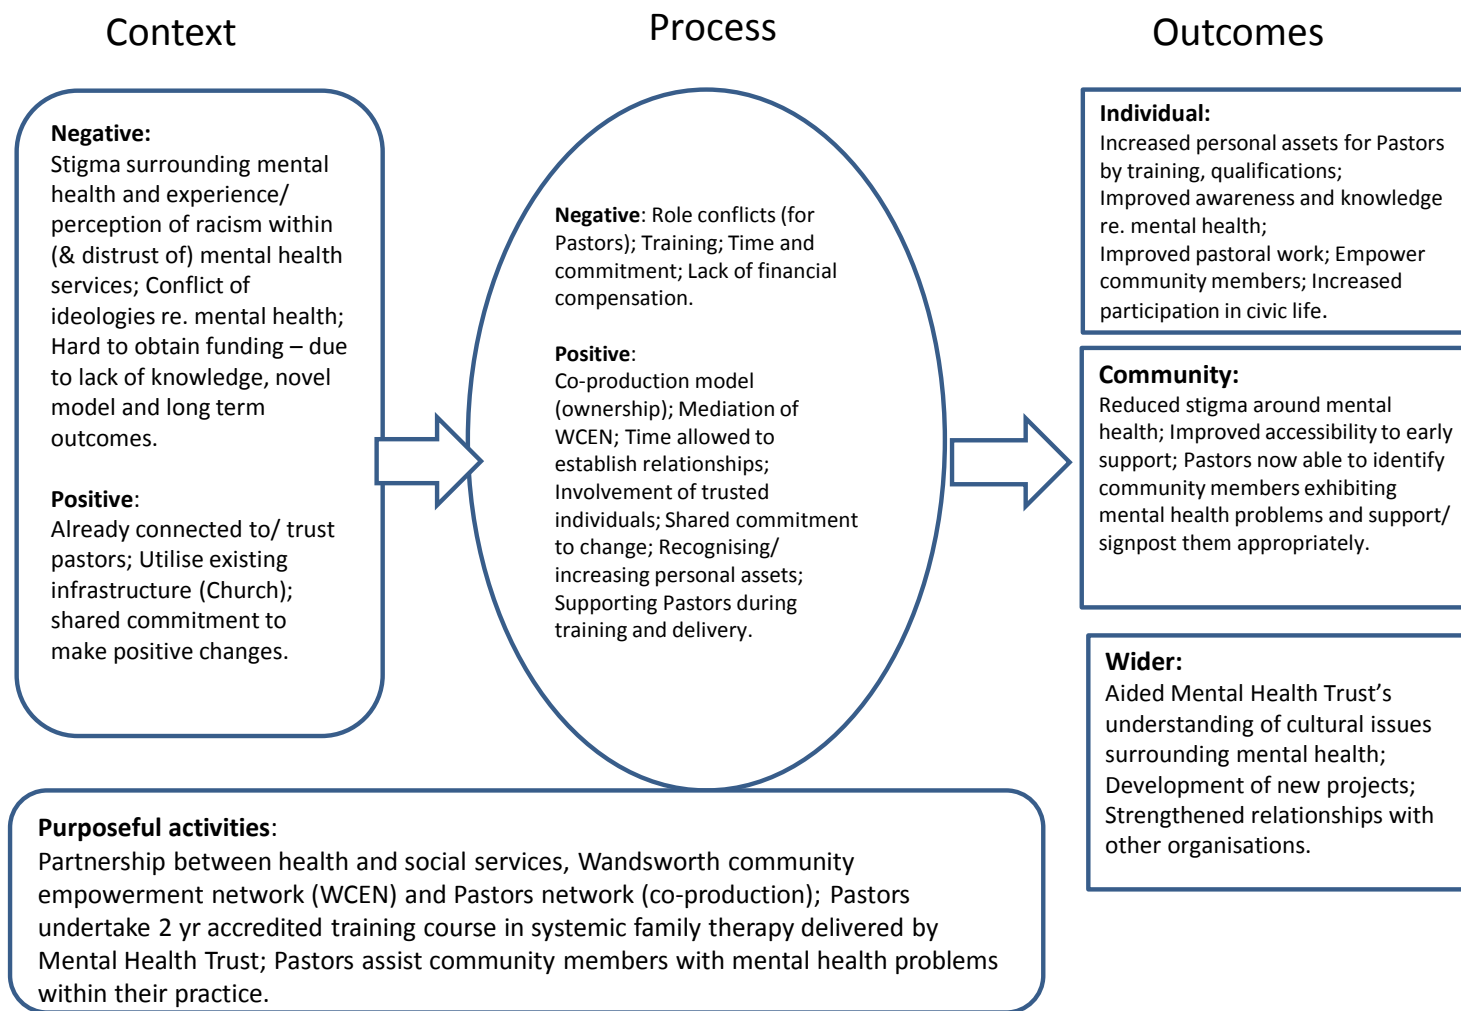 Context
Process
Outcomes
Negative:
Stigma surrounding mental
health and experience/
perception of racism within
(& distrust of) mental health
services; Conflict of
ideologies re. mental health;
Hard to obtain funding – due
to lack of knowledge, novel
model and long term
outcomes.
Positive:
Already connected to/ trust
pastors; Utilise existing
infrastructure (Church);
shared commitment to
make positive changes.
Negative: Role conflicts (for
Pastors); Training; Time and
commitment; Lack of financial
compensation.
Positive:
Co-production model
(ownership); Mediation of
WCEN; Time allowed to
establish relationships;
Involvement of trusted
individuals; Shared commitment
to change; Recognising/
increasing personal assets;
Supporting Pastors during
training and delivery.
Individual:
Increased personal assets for Pastors
by training, qualifications;
Improved awareness and knowledge
re. mental health;
Improved pastoral work; Empower
community members; Increased
participation in civic life.
Community:
Reduced stigma around mental
health; Improved accessibility to early
support; Pastors now able to identify
community members exhibiting
mental health problems and support/
signpost them appropriately.
Wider:
Aided Mental Health Trust’s
understanding of cultural issues
surrounding mental health;
Development of new projects;
Strengthened relationships with
other organisations.
Purposeful activities:
Partnership between health and social services, Wandsworth community
empowerment network (WCEN) and Pastors network (co-production); Pastors
undertake 2 yr accredited training course in systemic family therapy delivered by
Mental Health Trust; Pastors assist community members with mental health problems
within their practice.